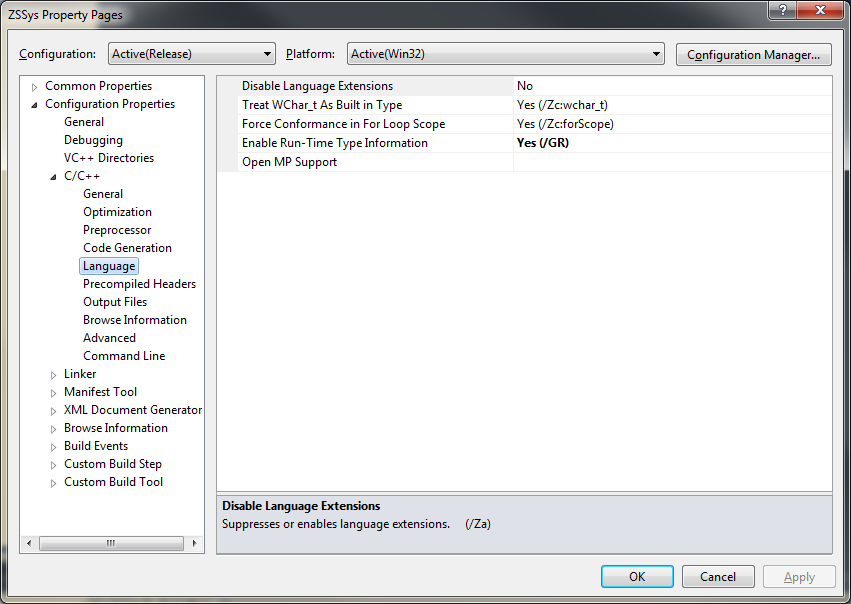 ZSSys Property Pages
Configuration: Active(Release) Platform: Active(Win32) Configuration Manager...
Common Properties
Configuration Properties
General
Debugging
VC++ Directories
C/C++
General
Optimization
Preprocessor
Code Generation
Language
Precompiled Headers
Output Files
Browse Information
Advanced
Command Line
Linker
Manifest Tool
XML Document Generator
Browse Information
Build Events
Custom Build Step
Custom Build Tool
Disable Language Extensions No
Treat WChar_t As Built in Type Yes (/Zc:wchar_t)
Force Conformance in For Loop Scope Yes (/Zc:forScope)
Enable Run-Time Type Information Yes (/GR)
Open MP Support
Disable Language Extensions
Suppresses or enables language extensions. (/Za)
OK Cancel Apply